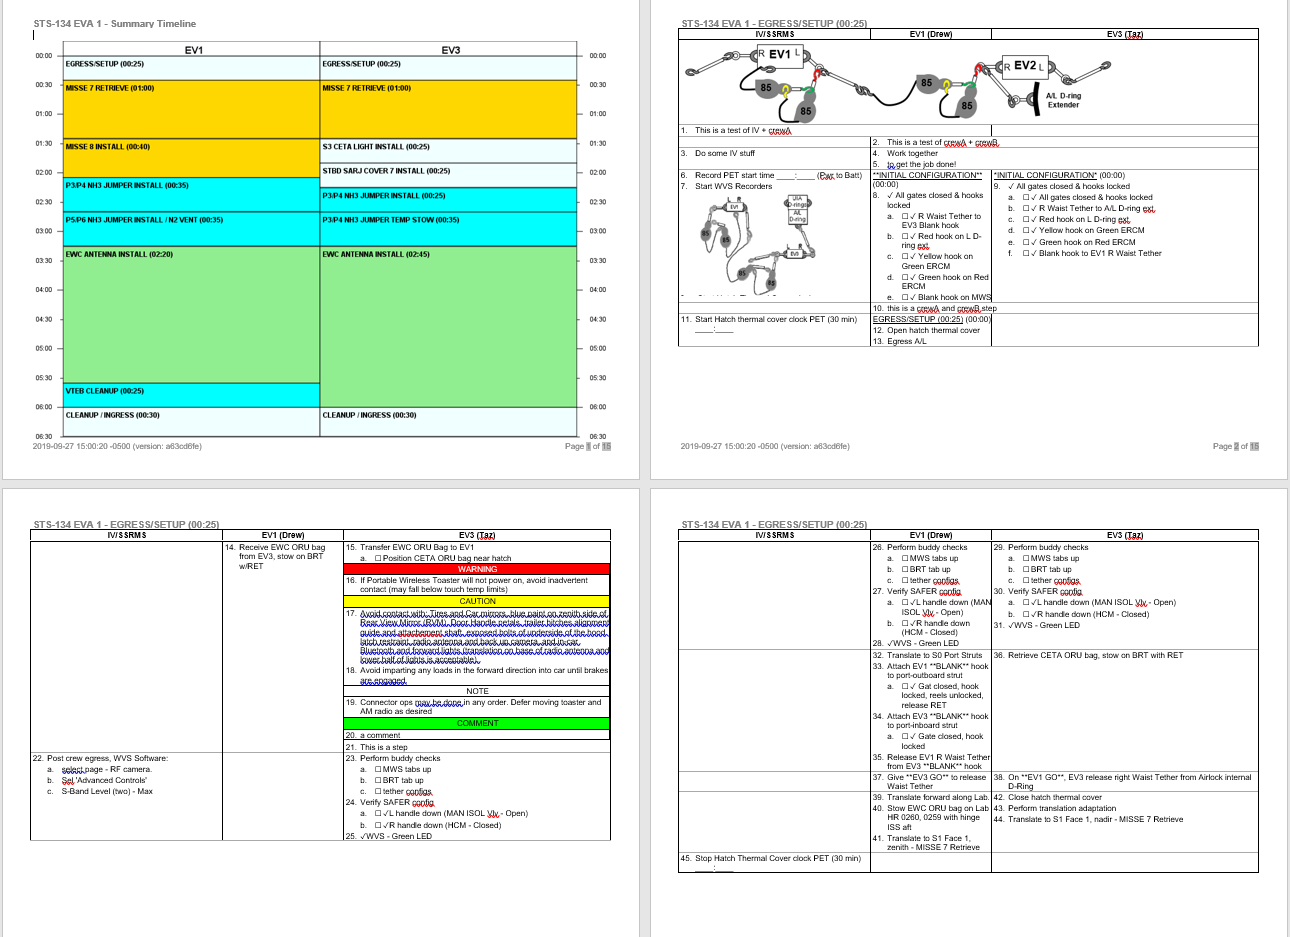 STS-134 EVA 1 - Summary Timeline
EV1
EV3
00:00
00:00
EGRESS/SETUP (00:25)
EGRESS/SETUP (00:25)
00:30
00:30
MISSE 7 RETRIEVE (01:00)
MISSE 7 RETRIEVE (01:00)
01:00
01:00
01:30
01:30
MISSE 8 INSTALL (00:40)
S3 CETA LIGHT INSTALL (00:25)
STBD SARJ COVER 7 INSTALL (00:25)
02:00
02:00
P3/P4 NH3 JUMPER INSTALL (00:35)
P3/P4 NH3 JUMPER INSTALL (00:25)
02:30
02:30
P5/P6 NH3 JUMPER INSTALL / N2 VENT (00:35)
P3/P4 NH3 JUMPER TEMP STOW (00:35)
03:00
03:00
EWC ANTENNA INSTALL (02:20)
EWC ANTENNA INSTALL (02:45)
03:30
03:30
04:00
04:00
04:30
04:30
05:00
05:00
05:30
05:30
VTEB CLEANUP (00:25)
06:00
06:00
CLEANUP / INGRESS (00:30)
CLEANUP / INGRESS (00:30)
06:30
06:30
2019-09-27 15:00:20 -0500 (version: a63cd6fe)
Page 1 of 15
STS-134 EVA 1 - EGRESS/SETUP (00:25)
IV/SSRMS
EV1 (Drew)
EV3 (Taz)
R EV1 L
R EV2 L
85
85
85
85
A/L D-ring
Extender
1. This is a test of IV + crewA
2. This is a test of crewA + crewB
3. Do some IV stuff
4. Work together
5. to get the job done!
6. Record PET start time ____:____ (Pwr to Batt)
7. Start WVS Recorders
L R
EV1
UIA
D-rings
A/L
D-ring
85
85
EV3
85
85
**INITIAL CONFIGURATION**
(00:00)
8. ✓ All gates closed & hooks
locked
a. ☐ ✓ R Waist Tether to
EV3 Blank hook
b. ☐ ✓ Red hook on L D-
ring ext
c. ☐ ✓ Yellow hook on
Green ERCM
d. ☐ ✓ Green hook on Red
ERCM
e. ☐ ✓ Blank hook on MWS
*INITIAL CONFIGURATION* (00:00)
9. ✓ All gates closed & hooks locked
a. ☐ ✓ All gates closed & hooks locked
b. ☐ ✓ R Waist Tether to A/L D-ring ext
c. ☐ ✓ Red hook on L D-ring ext
d. ☐ ✓ Yellow hook on Green ERCM
e. ☐ ✓ Green hook on Red ERCM
f. ☐ ✓ Blank hook to EV1 R Waist Tether
10. this is a crewA and crewB step
11. Start Hatch thermal cover clock PET (30 min)
____:____
EGRESS/SETUP (00:25) (00:00)
12. Open hatch thermal cover
13. Egress A/L
2019-09-27 15:00:20 -0500 (version: a63cd6fe)
Page 2 of 15
STS-134 EVA 1 - EGRESS/SETUP (00:25)
IV/SSRMS
EV1 (Drew)
EV3 (Taz)
14. Receive EWC ORU bag
from EV3, stow on BRT
w/RET
15. Transfer EWC ORU Bag to EV1
a. ☐ Position CETA ORU bag near hatch
WARNING
16. If Portable Wireless Toaster will not power on, avoid inadvertent
contact (may fall below touch temp limits)
CAUTION
17. Avoid contact with: Tires and Car mirrors, blue paint on zenith side of
Rear View Mirror (RVM), Door Handle petals, trailer hitches alignment
guide and attachement shaft, exposed bolts of underside of the hood,
latch restraint, radio antenna and back up camera, and in-car
Bluetooth and forward lights (translation on base of radio antenna and
lower half of lights is acceptable).
18. Avoid imparting any loads in the forward direction into car until brakes
are engaged.
NOTE
19. Connector ops may be done in any order. Defer moving toaster and
AM radio as desired
COMMENT
20. a comment
21. This is a step
22. Post crew egress, WVS Software:
a. select page - RF camera.
b. Sel 'Advanced Controls'
c. S-Band Level (two) - Max
23. Perform buddy checks
a. ☐ MWS tabs up
b. ☐ BRT tab up
c. ☐ tether configs
24. Verify SAFER config
a. ☐ ✓L handle down (MAN ISOL Vlv - Open)
b. ☐ ✓R handle down (HCM - Closed)
25. ✓WVS - Green LED
STS-134 EVA 1 - EGRESS/SETUP (00:25)
IV/SSRMS
EV1 (Drew)
EV3 (Taz)
26. Perform buddy checks
a. ☐ MWS tabs up
b. ☐ BRT tab up
c. ☐ tether configs
27. Verify SAFER config
a. ☐ ✓L handle down (MAN
ISOL Vlv - Open)
b. ☐ ✓R handle down
(HCM - Closed)
28. ✓WVS - Green LED
29. Perform buddy checks
a. ☐ MWS tabs up
b. ☐ BRT tab up
c. ☐ tether configs
30. Verify SAFER config
a. ☐ ✓L handle down (MAN ISOL Vlv - Open)
b. ☐ ✓R handle down (HCM - Closed)
31. ✓WVS - Green LED
32. Translate to S0 Port Struts
33. Attach EV1 **BLANK** hook
to port-outboard strut
a. ☐ ✓ Gat closed, hook
locked, reels unlocked,
release RET
34. Attach EV3 **BLANK** hook
to port-inboard strut
a. ☐ ✓ Gate closed, hook
locked
35. Release EV1 R Waist Tether
from EV3 **BLANK** hook
36. Retrieve CETA ORU bag, stow on BRT with RET
37. Give **EV3 GO** to release
Waist Tether
38. On **EV1 GO**, EV3 release right Waist Tether from Airlock internal
D-Ring
39. Translate forward along Lab.
40. Stow EWC ORU bag on Lab
HR 0260, 0259 with hinge
ISS aft
41. Translate to S1 Face 1,
zenith - MISSE 7 Retrieve
42. Close hatch thermal cover
43. Perform translation adaptation
44. Translate to S1 Face 1, nadir - MISSE 7 Retrieve
45. Stop Hatch Thermal Cover clock PET (30 min)
____:____